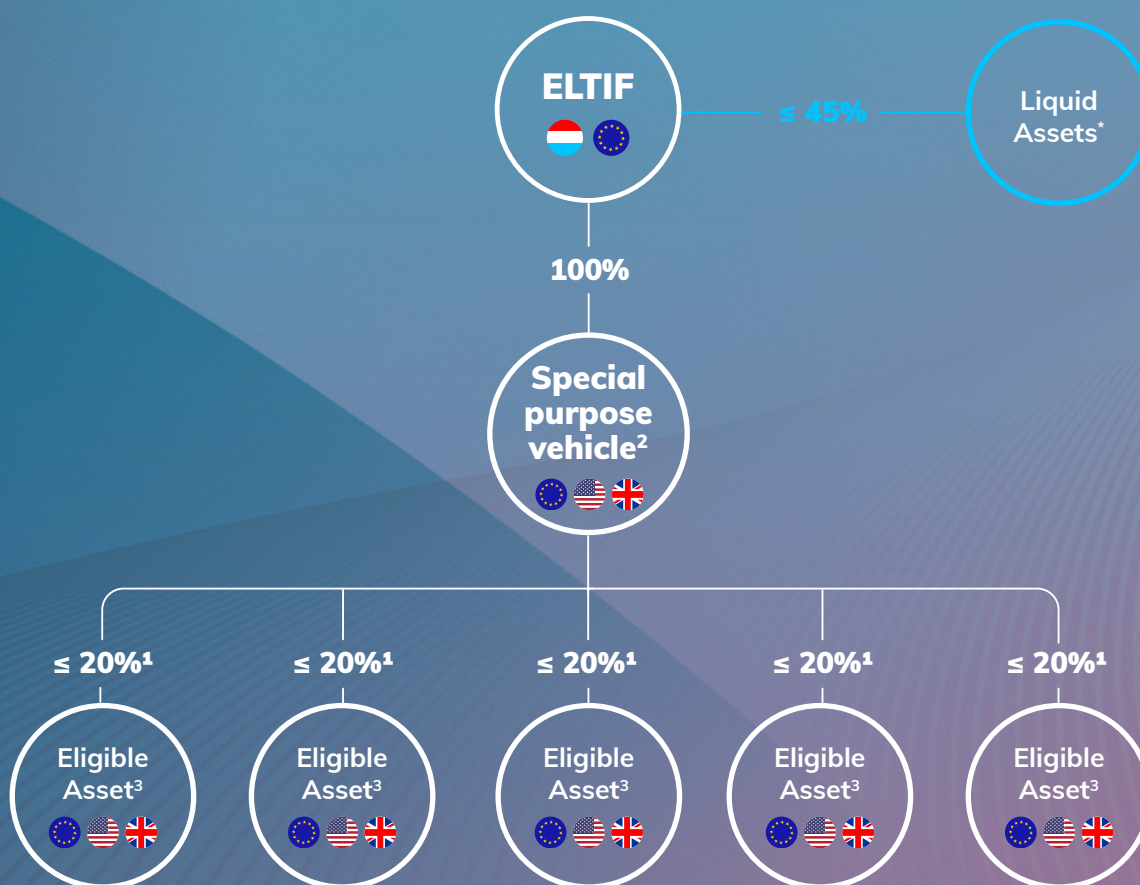 ELTIF
≤ 45%
Liquid
Assets*
100%
Special
purpose
vehicle²
≤ 20%¹
≤ 20%¹
≤ 20%¹
≤ 20%¹
≤ 20%¹
Eligible
Asset³
Eligible
Asset³
Eligible
Asset³
Eligible
Asset³
Eligible
Asset³